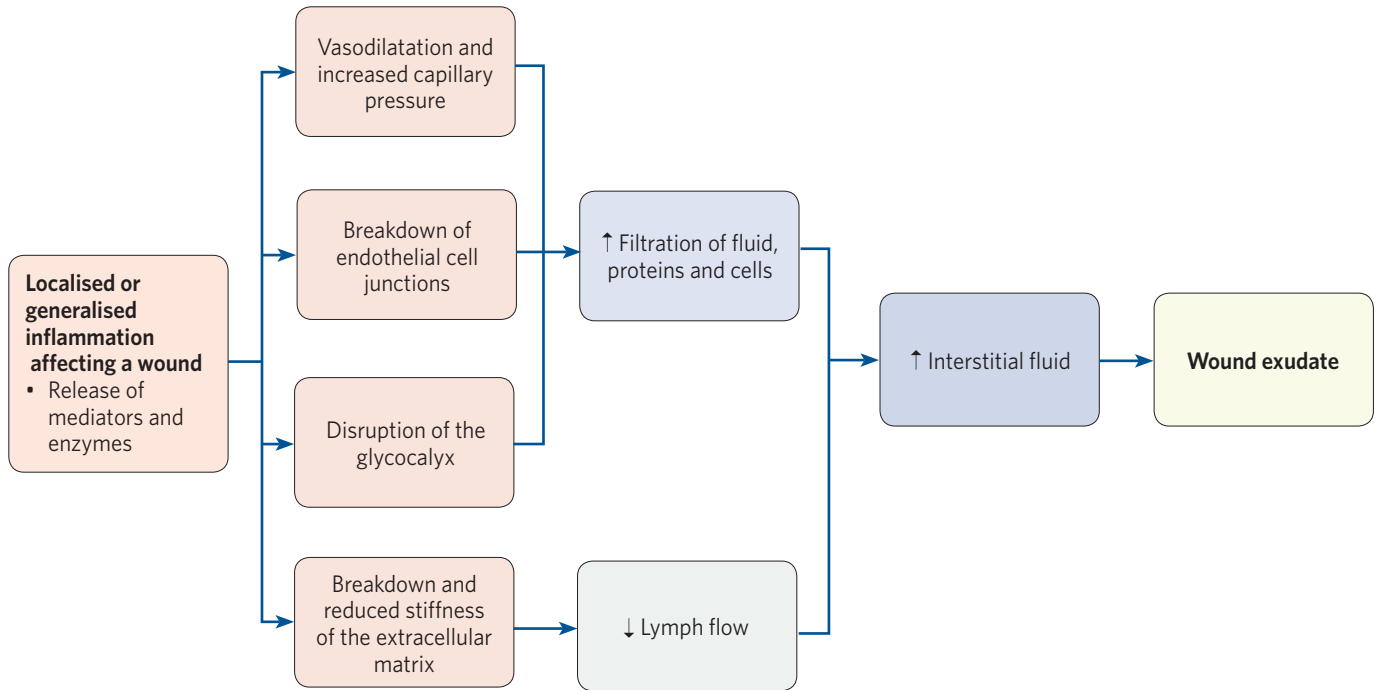 Localised or
generalised
inflammation
affecting a wound
• Release of
mediators and
enzymes
Vasodilatation and
increased capillary
pressure
Breakdown of
endothelial cell
junctions
Disruption of the
glycocalyx
Breakdown and
reduced stiffness
of the extracellular
matrix
↑ Filtration of fluid,
proteins and cells
↓ Lymph flow
↑ Interstitial fluid
Wound exudate